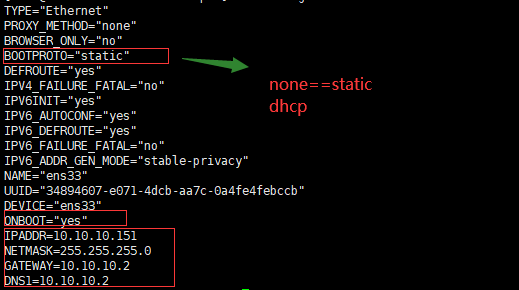 TYPE="Ethernet"
PROXY_METHOD="none"
BROWSER_ONLY="no"
BOOTPROTO="static"
DEFROUTE="yes"
IPV4_FAILURE_FATAL="no"
IPV6INIT="yes"
IPV6_AUTOCONF="yes"
IPV6_DEFROUTE="yes"
IPV6_FAILURE_FATAL="no"
IPV6_ADDR_GEN_MODE="stable-privacy"
NAME="ens33"
UUID="34894607-e071-4dcb-aa7c-0a4fe4febccb"
DEVICE="ens33"
ONBOOT="yes"
IPADDR=10.10.10.151
NETMASK=255.255.255.0
GATEWAY=10.10.10.2
DNS1=10.10.10.2
none==static
dhcp